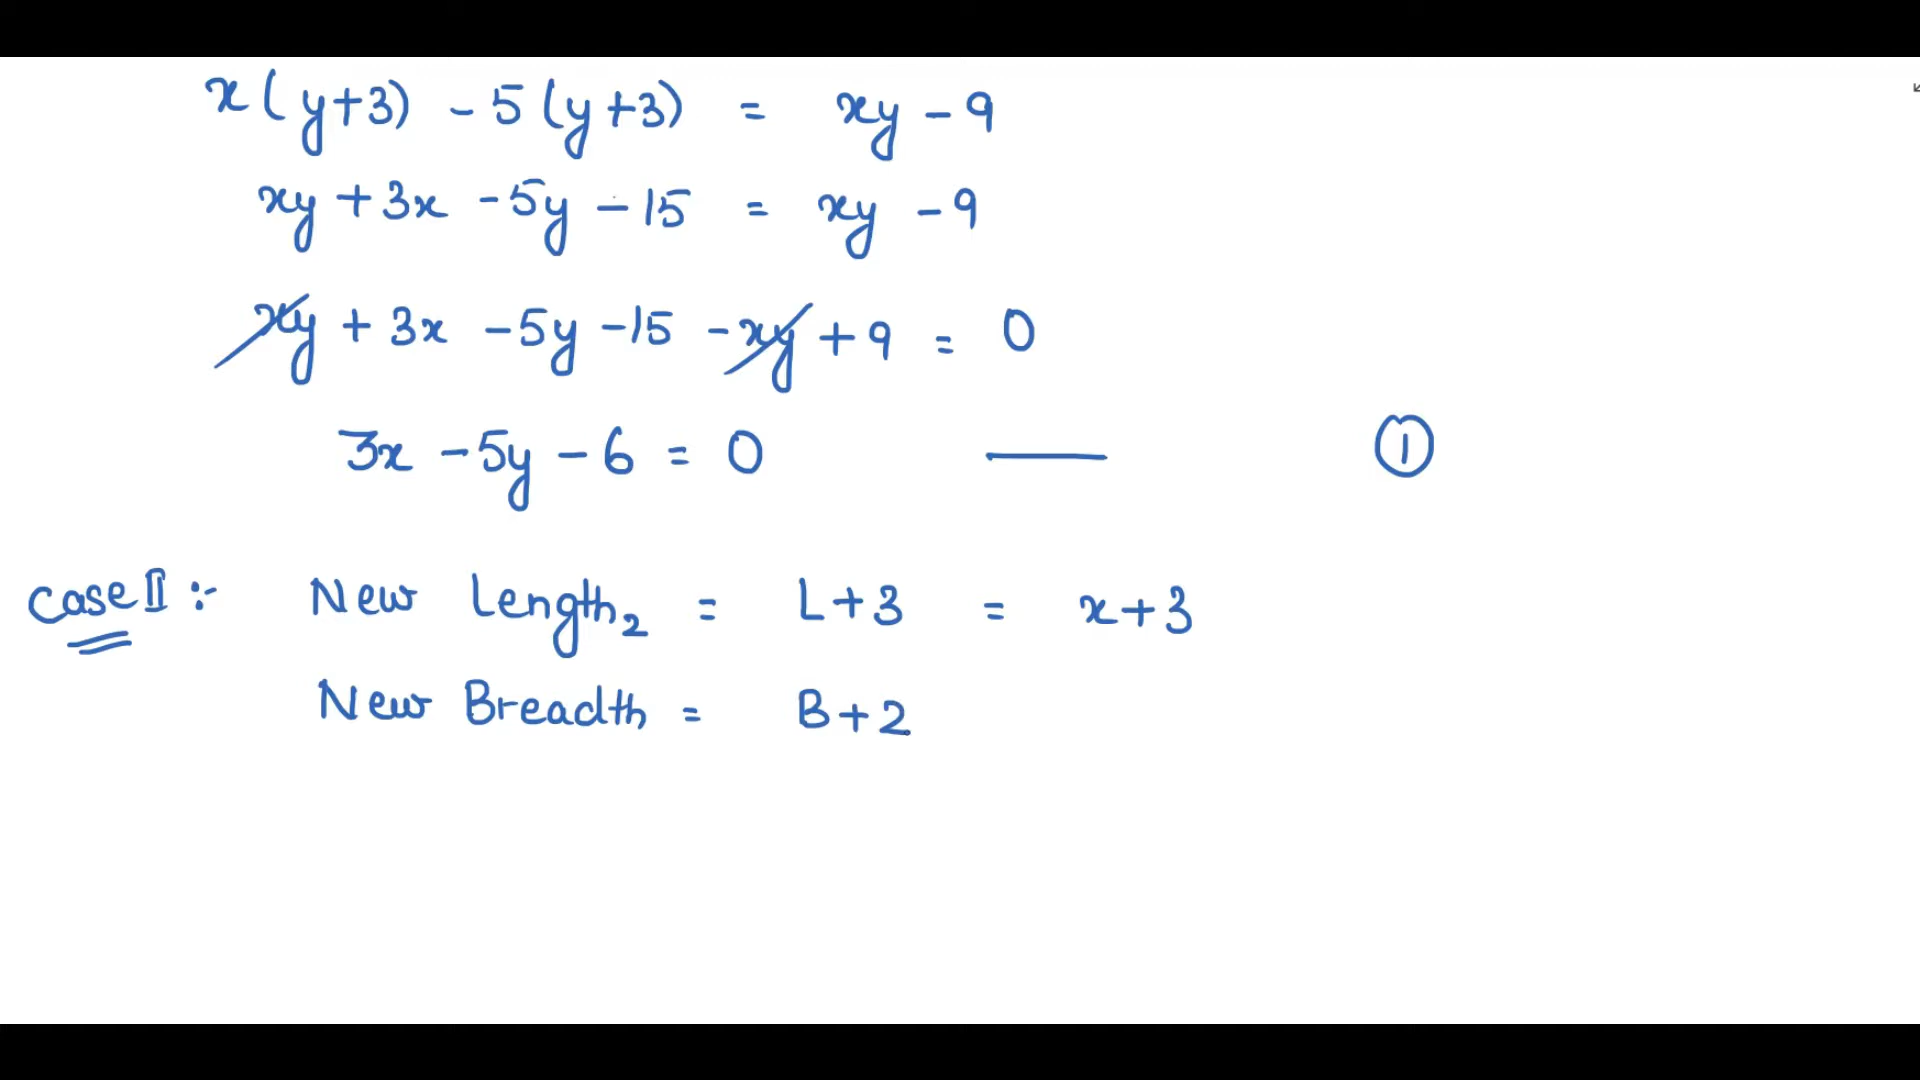 x(y+3) - 5(y+3) = xy - 9
xy + 3x - 5y - 15 = xy - 9
xy + 3x - 5y - 15 - xy + 9 = 0
3x - 5y - 6 = 0 —— ①
Case II :- New Length₂ = L+3 = x+3
New Breadth = B+2